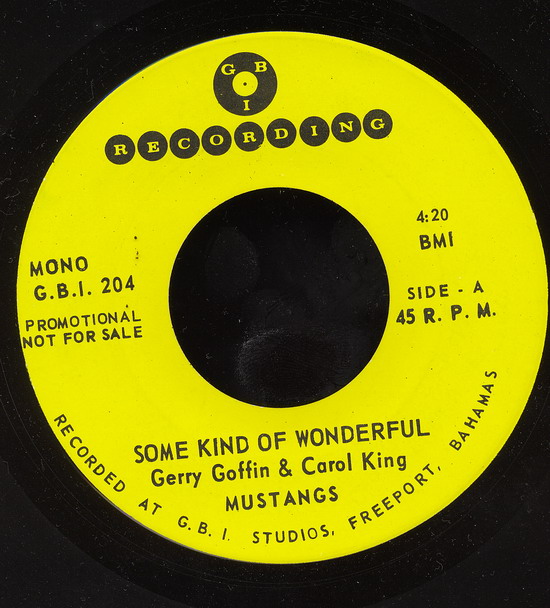 G B I
RECORDING
4:20
BMI
MONO
G.B.I. 204
SIDE - A
45 R. P. M.
PROMOTIONAL
NOT FOR SALE
SOME KIND OF WONDERFUL
Gerry Goffin & Carol King
MUSTANGS
RECORDED AT G.B.I. STUDIOS, FREEPORT, BAHAMAS